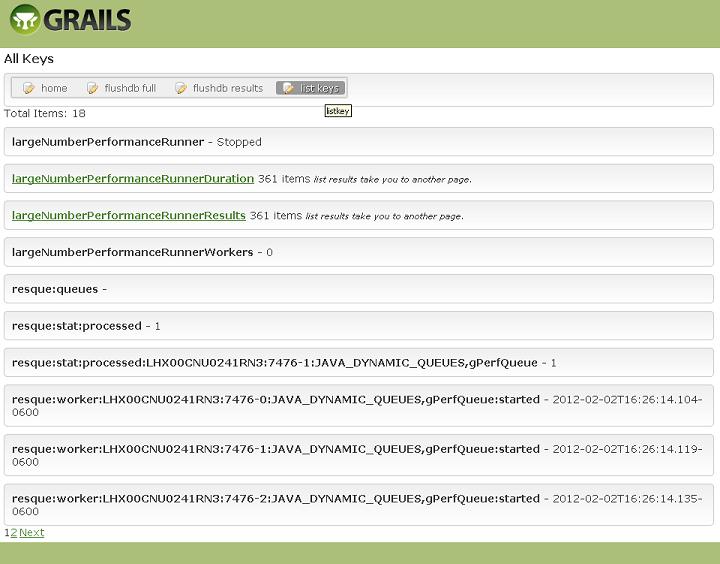 GRAILS
All Keys
home flushdb full flushdb results list keys
Total Items: 18
listkey
largeNumberPerformanceRunner - Stopped
largeNumberPerformanceRunnerDuration 361 items list results take you to another page.
largeNumberPerformanceRunnerResults 361 items list results take you to another page.
largeNumberPerformanceRunnerWorkers - 0
resque:queues -
resque:stat:processed - 1
resque:stat:processed:LHX00CNU0241RN3:7476-1:JAVA_DYNAMIC_QUEUES,gPerfQueue - 1
resque:worker:LHX00CNU0241RN3:7476-0:JAVA_DYNAMIC_QUEUES,gPerfQueue:started - 2012-02-02T16:26:14.104-
0600
resque:worker:LHX00CNU0241RN3:7476-1:JAVA_DYNAMIC_QUEUES,gPerfQueue:started - 2012-02-02T16:26:14.119-
0600
resque:worker:LHX00CNU0241RN3:7476-2:JAVA_DYNAMIC_QUEUES,gPerfQueue:started - 2012-02-02T16:26:14.135-
0600
12 Next